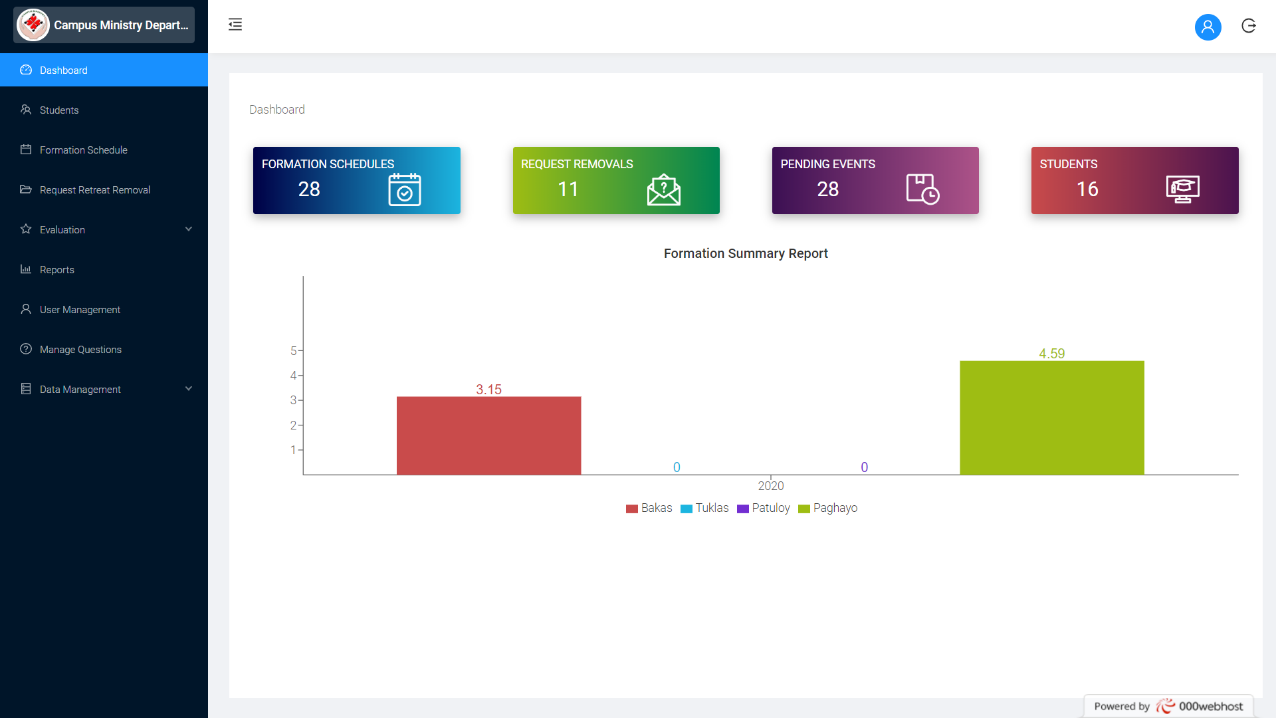 Campus Ministry Depart...
Dashboard
Students
Formation Schedule
Request Retreat Removal
Evaluation
Reports
User Management
Manage Questions
Data Management
Dashboard
FORMATION SCHEDULES
28
REQUEST REMOVALS
11
PENDING EVENTS
28
STUDENTS
16
Formation Summary Report
5
4
3
2
1
3.15
0
0
4.59
2020
Bakas Tuklas Patuloy Paghayo
Powered by 000webhost